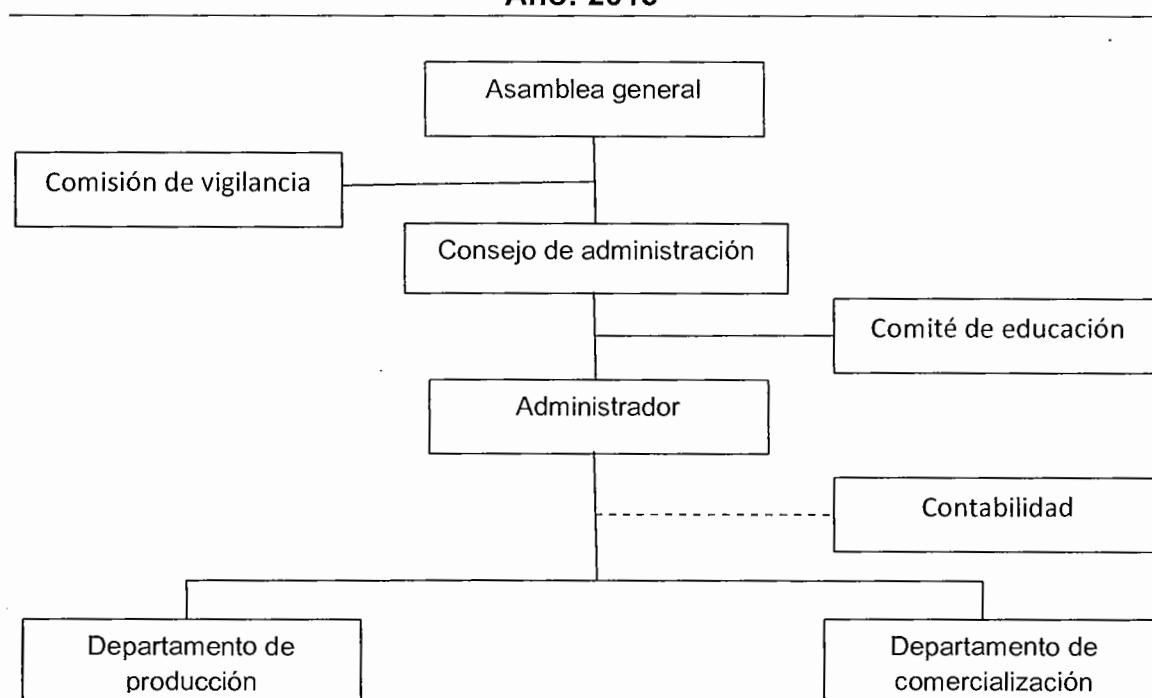 Asamblea general
Comisión de vigilancia
Consejo de administración
Comité de educación
Administrador
Contabilidad
Departamento de
producción
Departamento de
comercialización